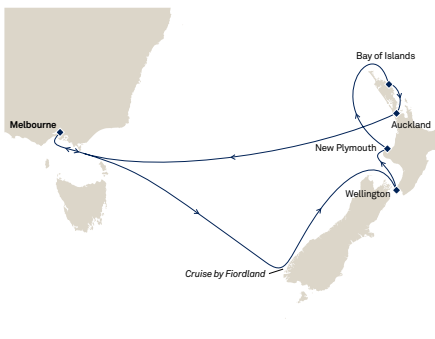 Bay of Islands
Melbourne
Auckland
New Plymouth
Wellington
Cruise by Fiordland